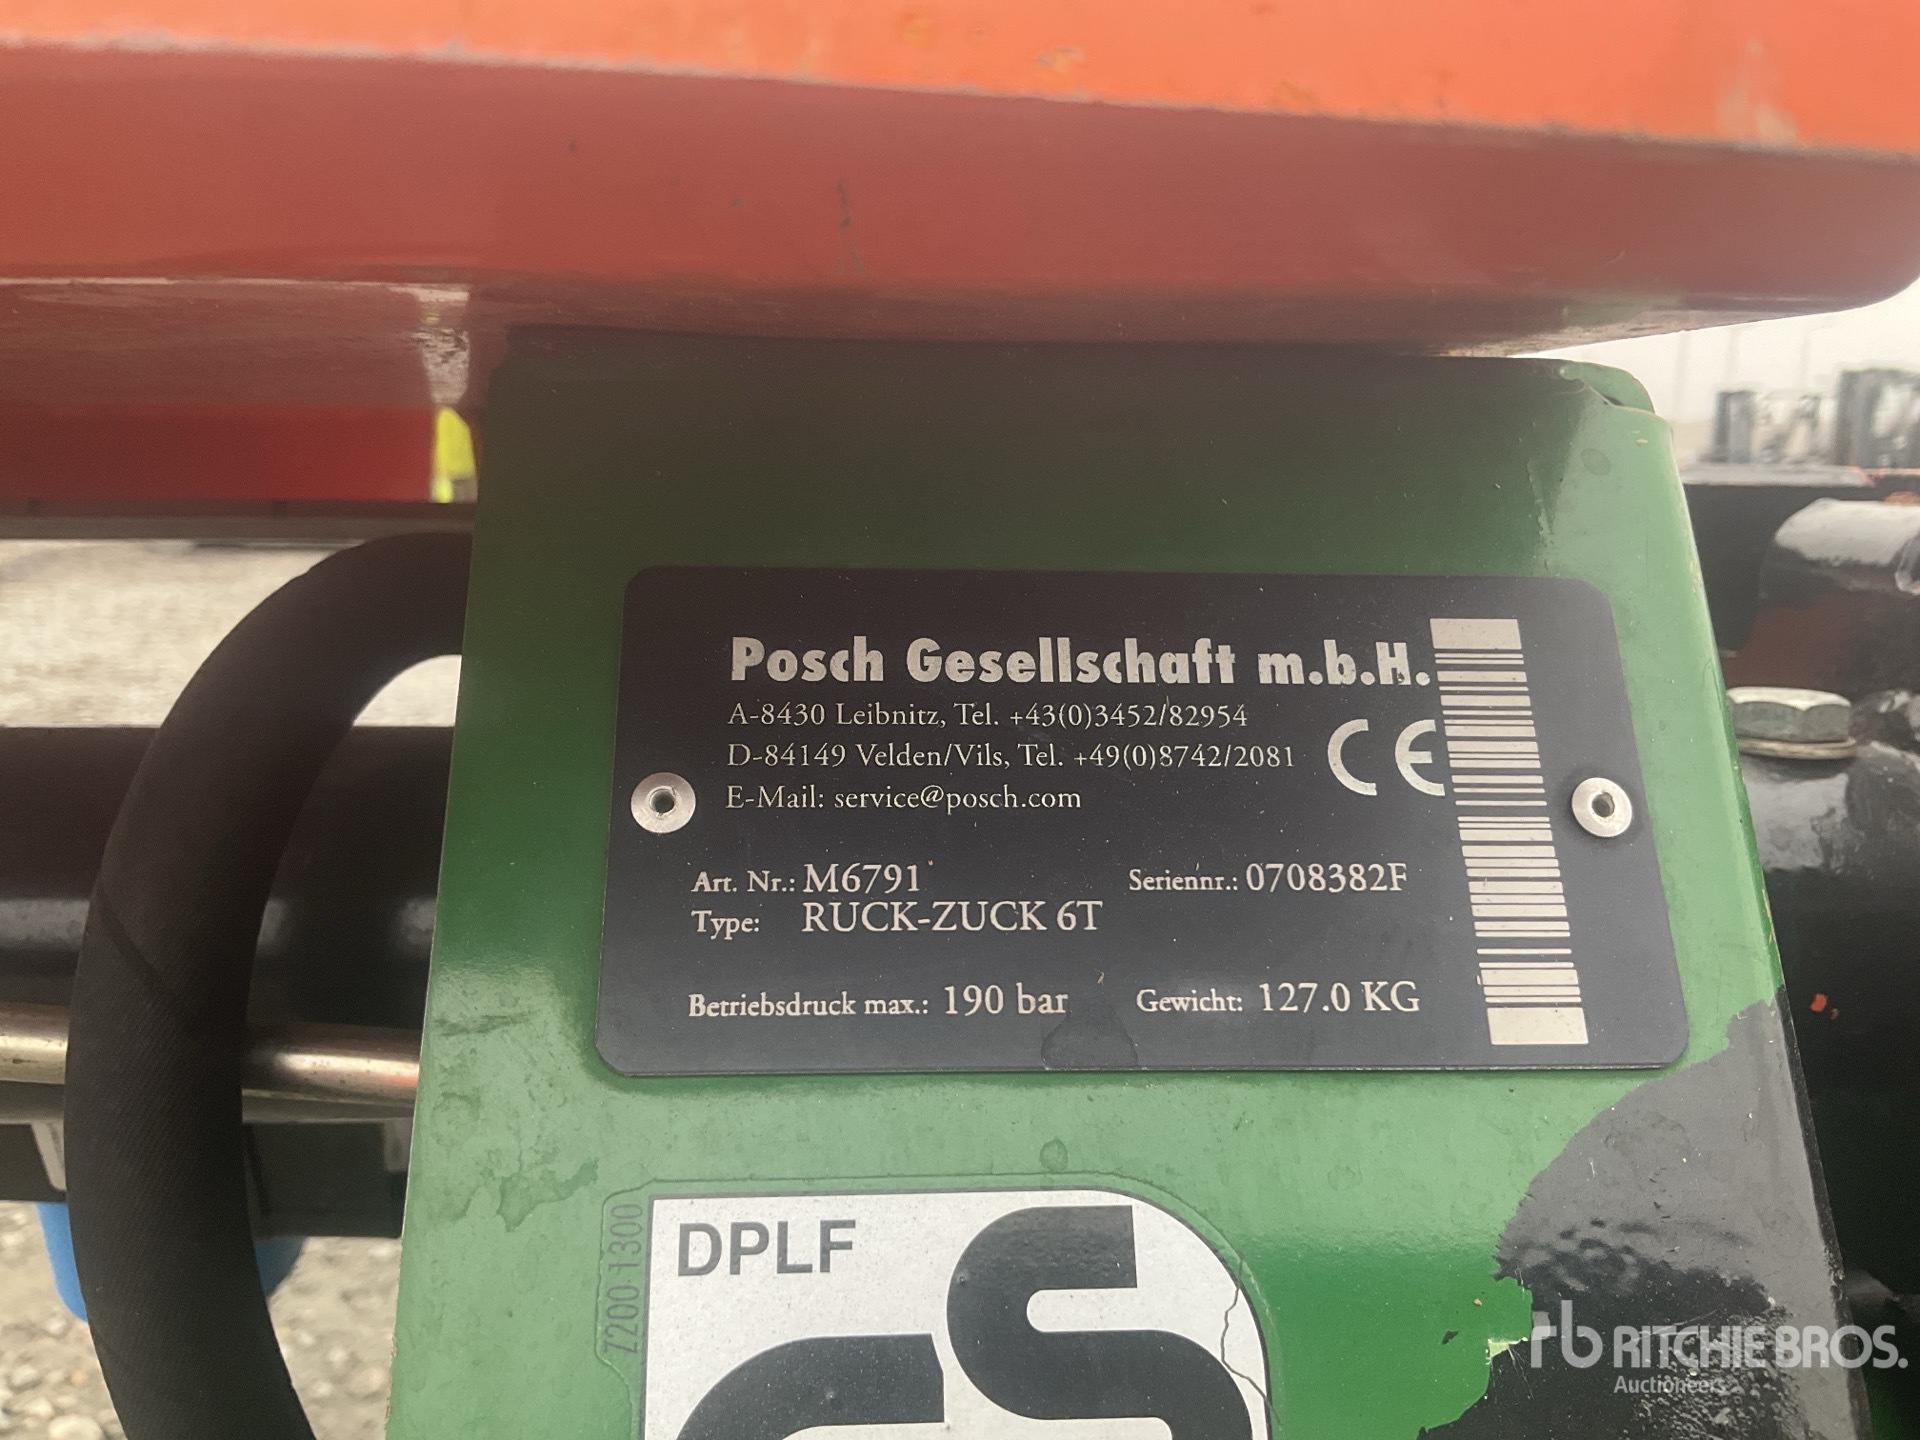 Posch Gesellschaft m.b.H.
A-8430 Leibnitz, Tel. +43(0)3452/82954
D-84149 Velden/Vils, Tel. +49(0)8742/2081
E-Mail: service@posch.com
CE
Art. Nr.: M6791 Seriennr.: 0708382F
Type: RUCK-ZUCK 6T
Betriebsdruck max.: 190 bar Gewicht: 127.0 KG
DPLF
Z200 1300
rb RITCHIE BROS.
Auctioneers